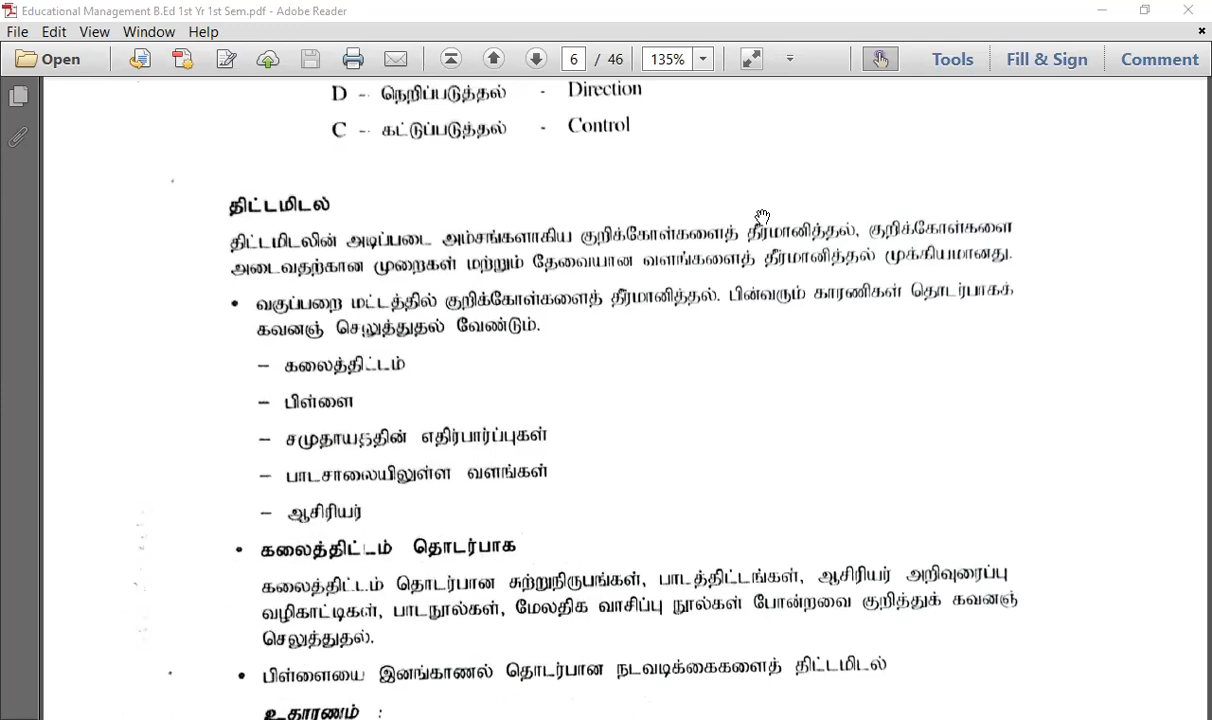 Educational Management B.Ed 1st Yr 1st Sem.pdf - Adobe Reader
File Edit View Window Help
Open 6 / 46 135% Tools Fill & Sign Comment
D - நெறிப்படுத்தல் - Direction
C - கட்டுப்படுத்தல் - Control
திட்டமிடல்
திட்டமிடலின் அடிப்படை அம்சங்களாகிய குறிக்கோள்களைத் தீர்மானித்தல், குறிக்கோள்களை
அடைவதற்கான முறைகள் மற்றும் தேவையான வளங்களைத் தீர்மானித்தல் முக்கியமானது.
• வகுப்பறை மட்டத்தில் குறிக்கோள்களைத் தீர்மானித்தல். பின்வரும் காரணிகள் தொடர்பாகக்
கவனஞ் செலுத்துதல் வேண்டும்.
– கலைத்திட்டம்
– பிள்ளை
– சமுதாயத்தின் எதிர்பார்ப்புகள்
– பாடசாலையிலுள்ள வளங்கள்
– ஆசிரியர்
• கலைத்திட்டம் தொடர்பாக
கலைத்திட்டம் தொடர்பான சுற்றுநிருபங்கள், பாடத்திட்டங்கள், ஆசிரியர் அறிவுரைப்பு
வழிகாட்டிகள், பாடநூல்கள், மேலதிக வாசிப்பு நூல்கள் போன்றவை குறித்துக் கவனஞ்
செலுத்துதல்.
• பிள்ளையை இனங்காணல் தொடர்பான நடவடிக்கைகளைத் திட்டமிடல்
உதாரணம் :